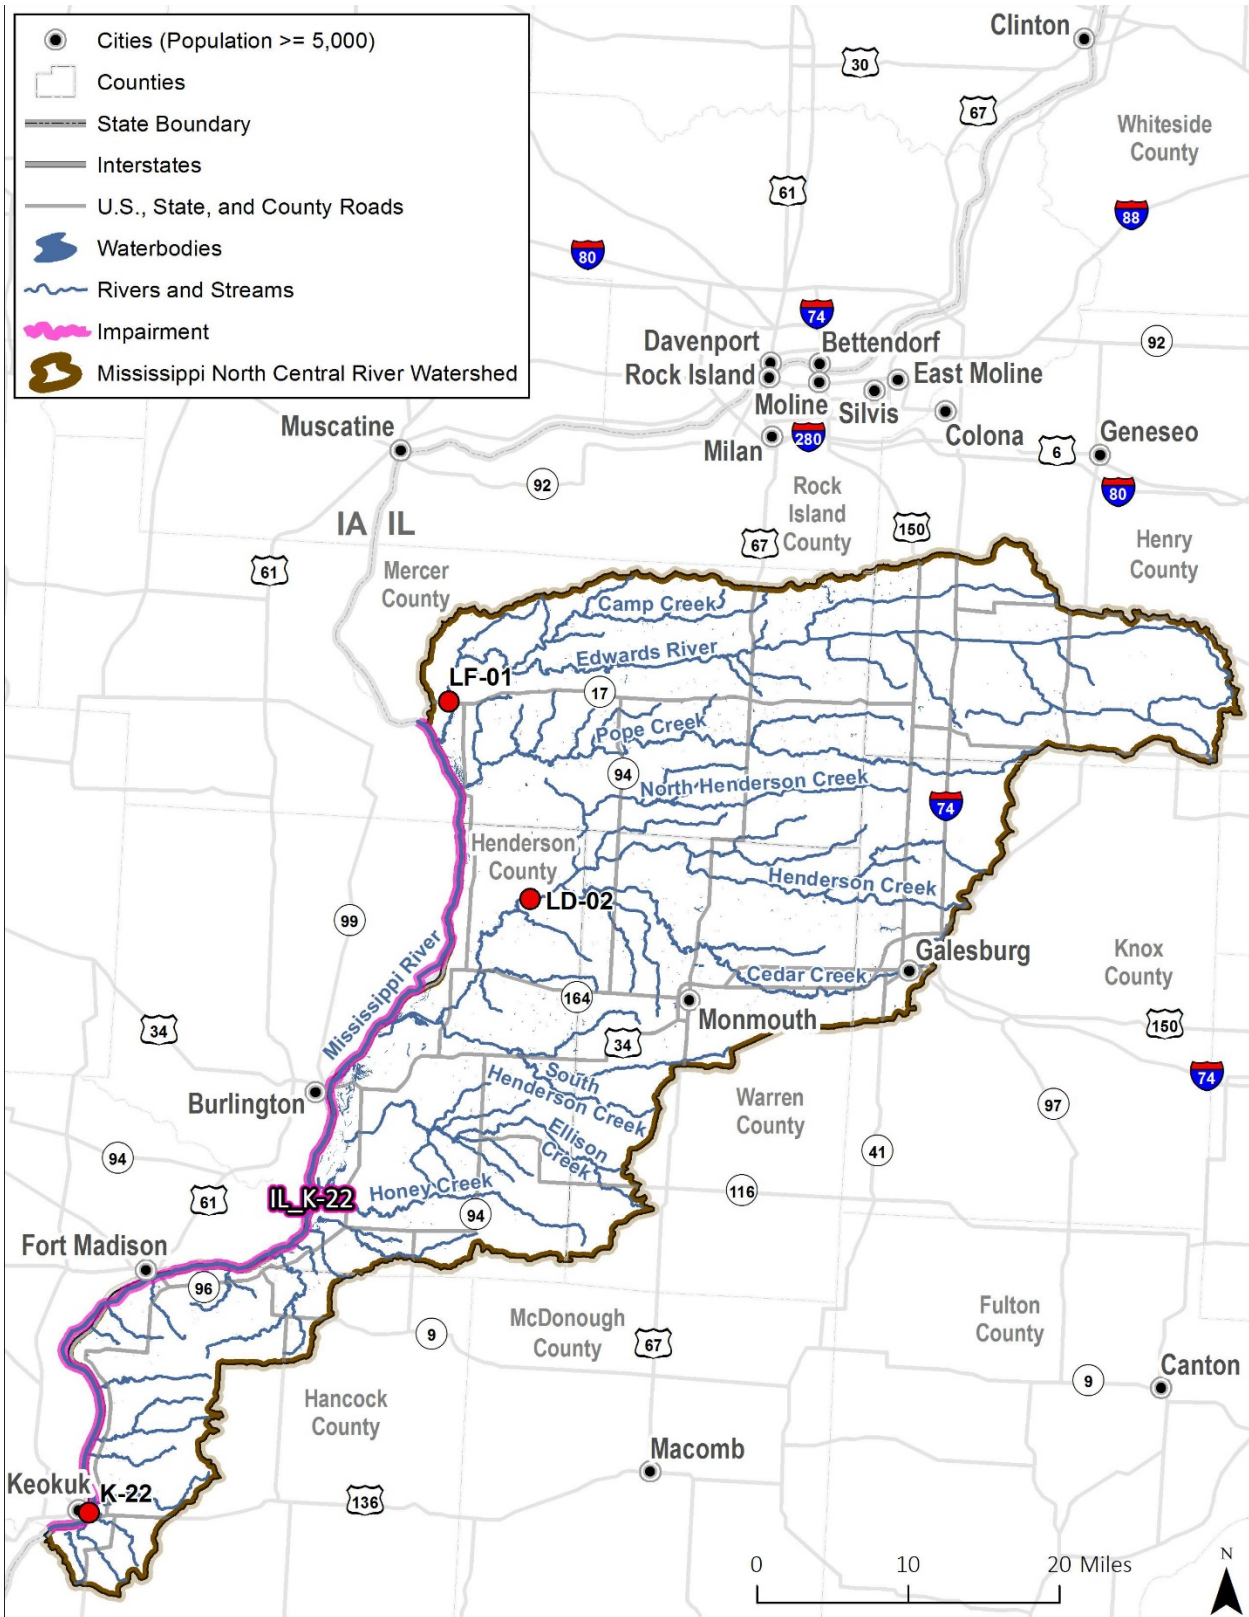 Cities (Population >= 5,000)
Counties
State Boundary
Interstates
U.S., State, and County Roads
Waterbodies
Rivers and Streams
Impairment
Mississippi North Central River Watershed
Clinton
30
67
Whiteside
County
61
88
80
74
92
Davenport
Bettendorf
Rock Island
East Moline
Moline
Silvis
Muscatine
Milan
280
Colona
Geneseo
6
92
80
Rock
Island
County
IA IL
67
150
Henry
County
61
Mercer
County
Camp Creek
Edwards River
LF-01
17
Pope Creek
94
North Henderson Creek
74
Henderson
County
Henderson Creek
LD-02
99
Mississippi River
Galesburg
Knox
County
Cedar Creek
164
Monmouth
34
34
150
South
Henderson Creek
74
Burlington
Warren
County
97
Ellison
Creek
94
41
Honey Creek
116
61
IL_K-22
94
Fort Madison
96
McDonough
County
Fulton
County
9
67
Canton
9
Hancock
County
Macomb
Keokuk
K-22
136
0 10 20 Miles
N